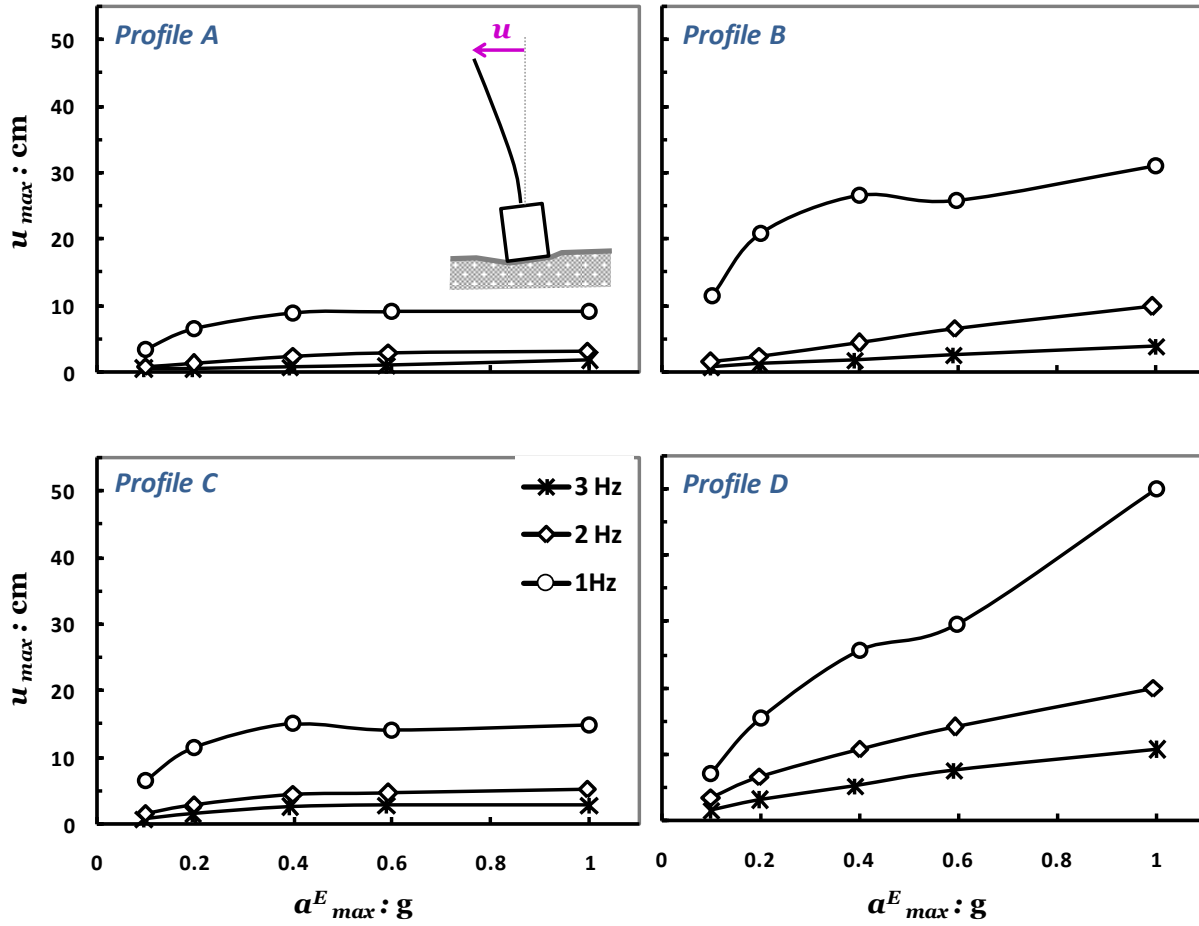 Profile A
u
50
40
30
20
10
0
u max : cm
Profile B
Profile C
3 Hz
2 Hz
1Hz
50
40
30
20
10
0
u max : cm
0 0.2 0.4 0.6 0.8 1
a^E max : g
Profile D
0 0.2 0.4 0.6 0.8 1
a^E max : g